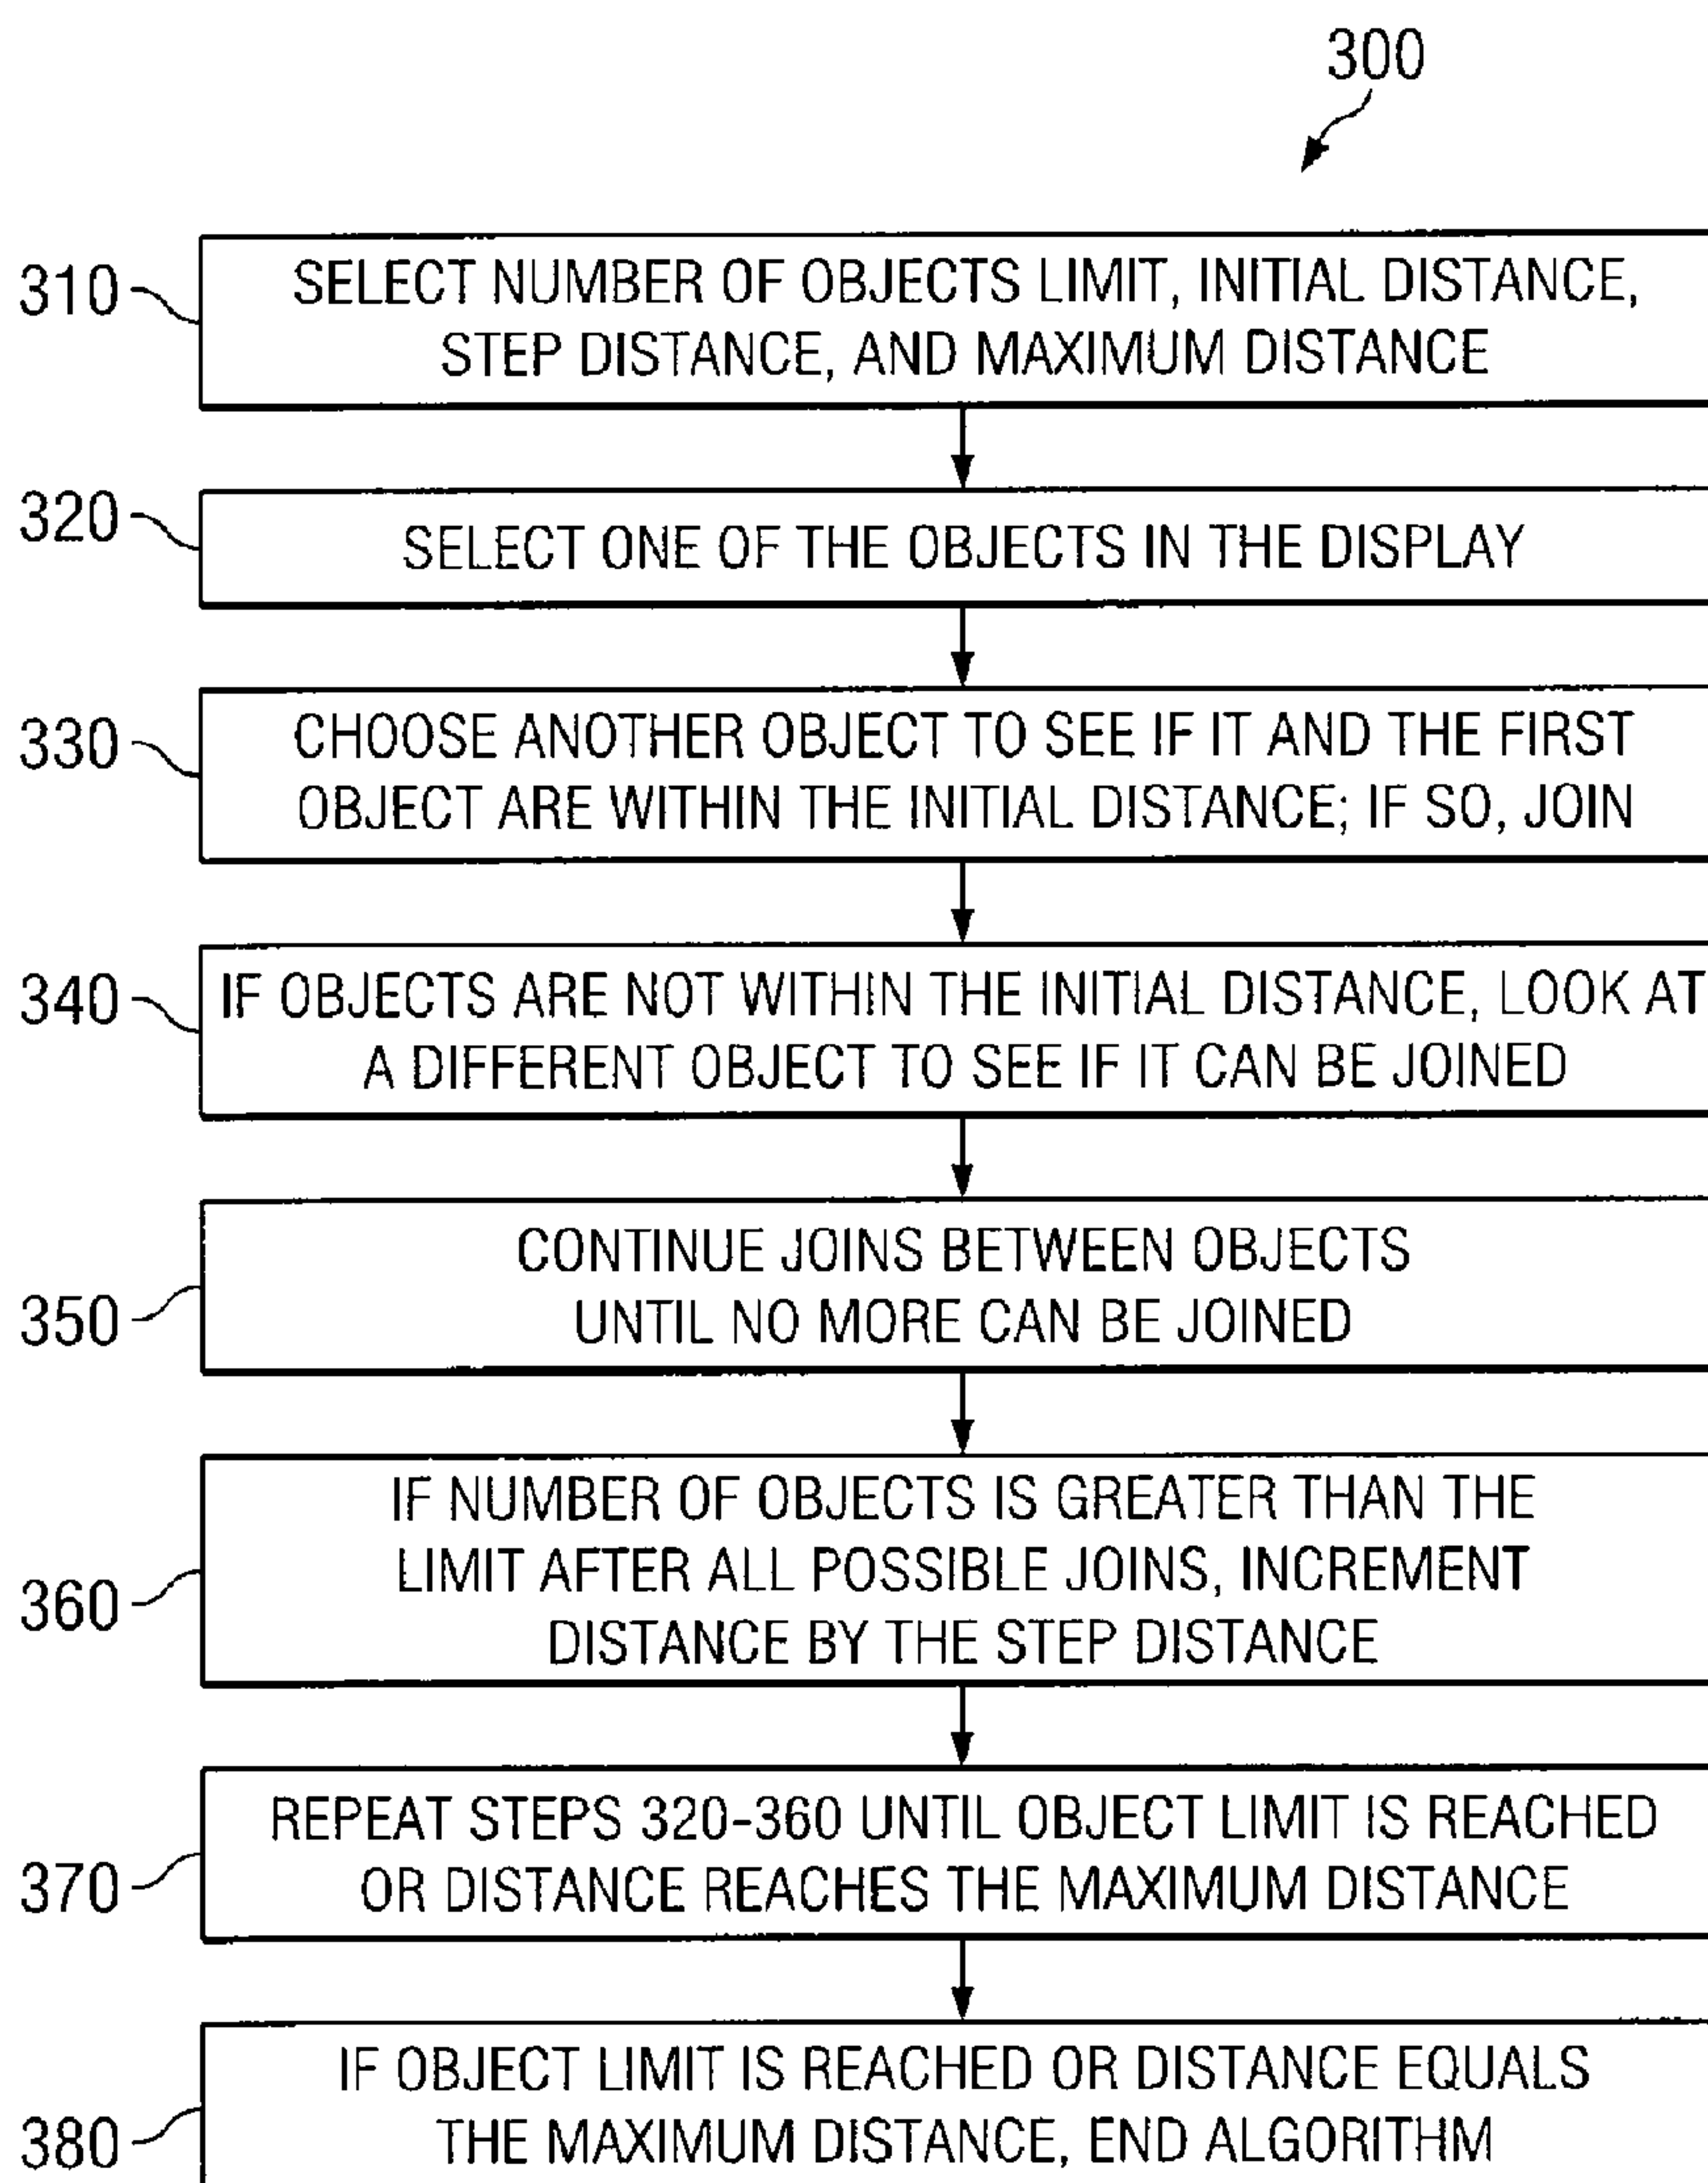 300
310
SELECT NUMBER OF OBJECTS LIMIT, INITIAL DISTANCE,
STEP DISTANCE, AND MAXIMUM DISTANCE
320
SELECT ONE OF THE OBJECTS IN THE DISPLAY
330
CHOOSE ANOTHER OBJECT TO SEE IF IT AND THE FIRST
OBJECT ARE WITHIN THE INITIAL DISTANCE; IF SO, JOIN
340
IF OBJECTS ARE NOT WITHIN THE INITIAL DISTANCE, LOOK AT
A DIFFERENT OBJECT TO SEE IF IT CAN BE JOINED
350
CONTINUE JOINS BETWEEN OBJECTS
UNTIL NO MORE CAN BE JOINED
360
IF NUMBER OF OBJECTS IS GREATER THAN THE
LIMIT AFTER ALL POSSIBLE JOINS, INCREMENT
DISTANCE BY THE STEP DISTANCE
370
REPEAT STEPS 320-360 UNTIL OBJECT LIMIT IS REACHED
OR DISTANCE REACHES THE MAXIMUM DISTANCE
380
IF OBJECT LIMIT IS REACHED OR DISTANCE EQUALS
THE MAXIMUM DISTANCE, END ALGORITHM